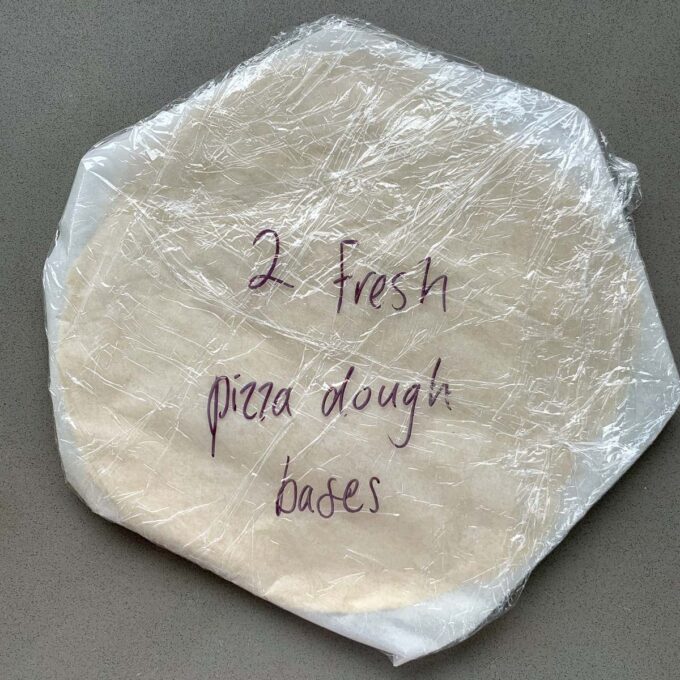 2 fresh
pizza dough
bases